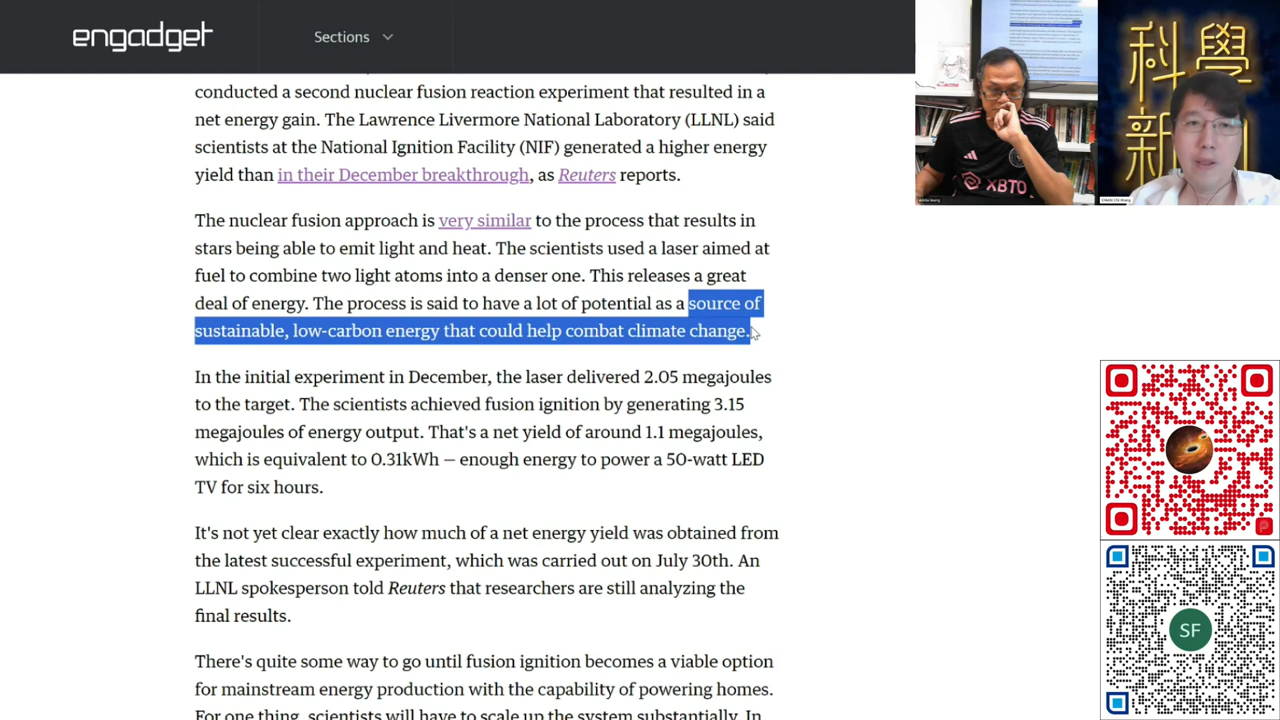 engadget
Login
Sections
net energy gain. The Lawrence Livermore National Laboratory (LLNL) said
scientists at the National Ignition Facility (NIF) generated a higher energy
yield than in their December breakthrough, as Reuters reports.
The nuclear fusion approach is very similar to the process that results in
stars being able to emit light and heat. The scientists used a laser aimed at
fuel to combine two light atoms into a denser one. This releases a great
deal of energy. The process is said to have a lot of potential as a source of
sustainable, low-carbon energy that could help combat climate change.
In the initial experiment in December, the laser delivered 2.05 megajoules
to the target. The scientists achieved fusion ignition by generating 3.15
megajoules of energy output. That's a net yield of around 1.1 megajoules,
which is equivalent to 0.31kWh — enough energy to power a 50-watt LED
TV for six hours.
It's not yet clear exactly how much net energy yield was obtained from
the latest successful experiment, which was carried out on July 30th. An
LLNL spokesperson told Reuters that researchers are still analyzing the
final results.
There's quite some way to go until fusion ignition becomes a viable option
for mainstream energy production with the capability of powering homes.
科學
新
XBTO
CHAN Chi Wang
SF